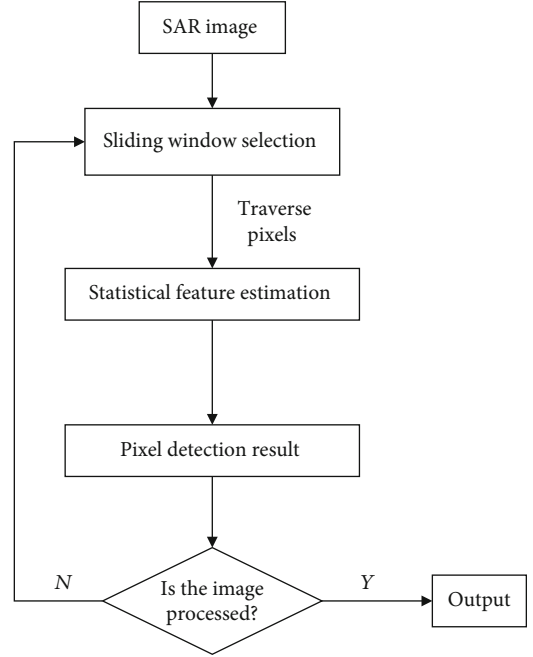 SAR image
Sliding window selection
Traverse
pixels
Statistical feature estimation
Pixel detection result
Is the image
processed?
N
Y
Output